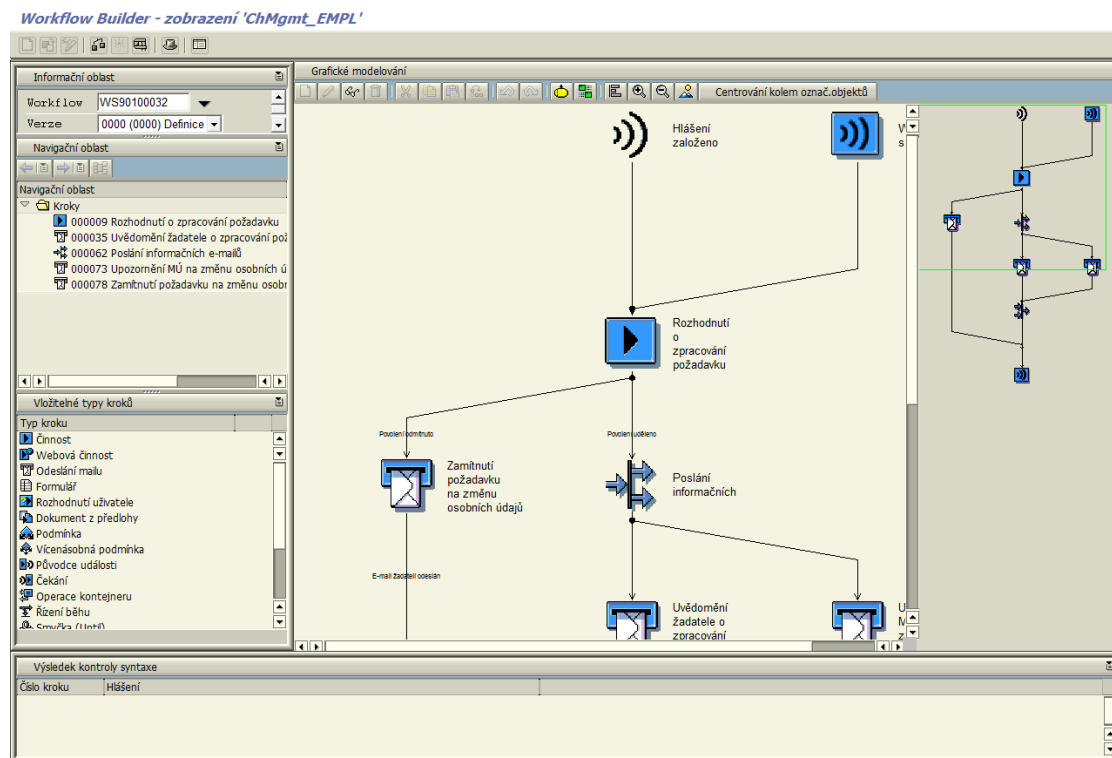 Workflow Builder - zobrazení 'ChMgmt_EMPL'
Informační oblast
Workflow WS90100032
Verze 0000 (0000) Definice
Navigační oblast
Navigační oblast
Kroky
000009 Rozhodnutí o zpracování požadavku
000035 Uvědomění žadatele o zpracování pož
000062 Poslání informačních e-mailů
000073 Upozornění MÚ na změnu osobních ú
000078 Zamítnutí požadavku na změnu osobn
Vložitelné typy kroků
Typ kroku
Činnost
Webová činnost
Odeslání mailu
Formulář
Rozhodnutí uživatele
Dokument z předlohy
Podmínka
Vícenásobná podmínka
Původce události
Čekání
Operace kontejneru
Řízení běhu
Smyčka (Until)
Grafické modelování
Centrování kolem označ.objektů
Hlášení
založeno
W
s
Rozhodnutí
o
zpracování
požadavku
Povolení odmítnuto
Povolení uděleno
Zamítnutí
požadavku
na změnu
osobních údajů
Poslání
informačních
E-mail žadateli odeslán
Uvědomění
žadatele o
zpracování
U
M
z
Výsledek kontroly syntaxe
Číslo kroku
Hlášení